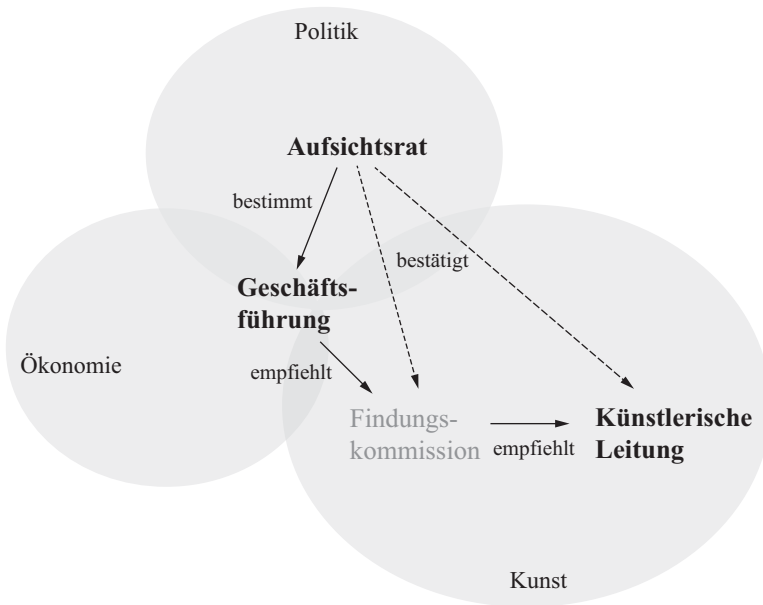 Politik
Aufsichtsrat
bestimmt
bestätigt
Geschäfts-
führung
Ökonomie
empfiehlt
Findungs-
kommission
empfiehlt
Künstlerische
Leitung
Kunst